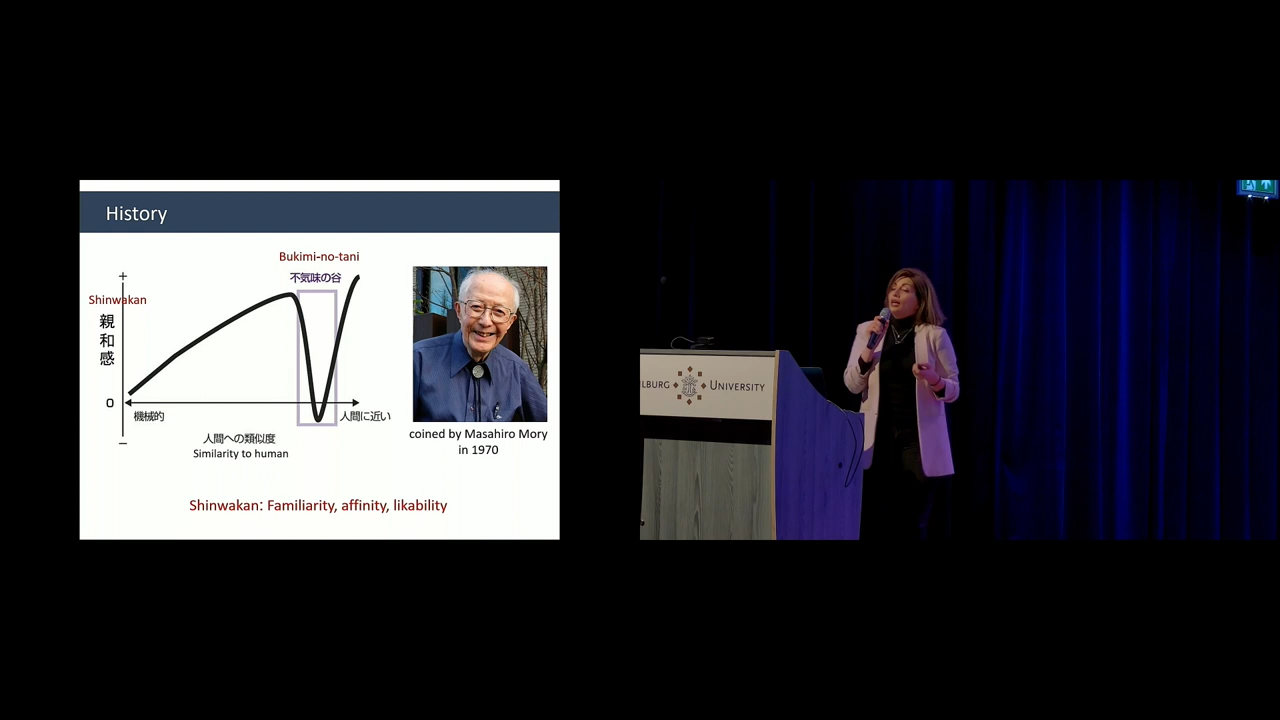 History
Bukimi-no-tani
不気味の谷
+
Shinwakan
親和感
0
−
機械的
人間に近い
人間への類似度
Similarity to human
coined by Masahiro Mory
in 1970
Shinwakan: Familiarity, affinity, likability
LBURG UNIVERSITY